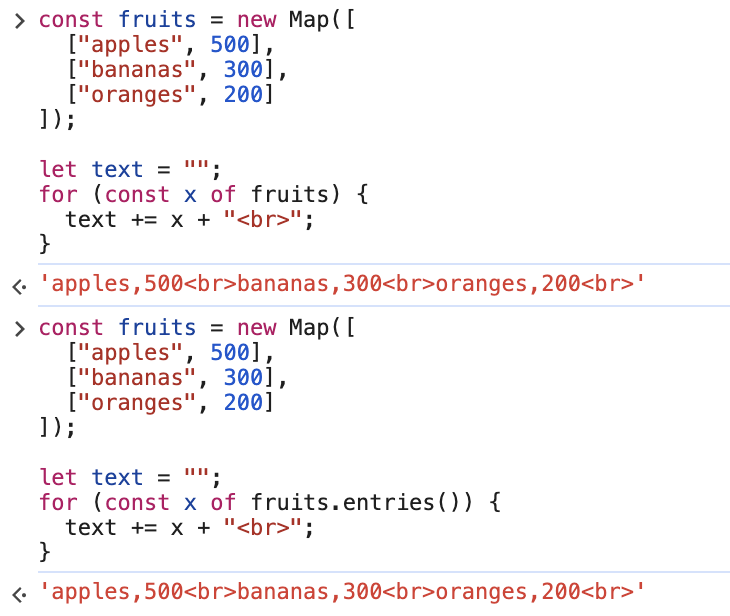 > const fruits = new Map([
  ["apples", 500],
  ["bananas", 300],
  ["oranges", 200]
]);

let text = "";
for (const x of fruits) {
  text += x + "<br>";
}
'apples,500<br>bananas,300<br>oranges,200<br>'
> const fruits = new Map([
  ["apples", 500],
  ["bananas", 300],
  ["oranges", 200]
]);

let text = "";
for (const x of fruits.entries()) {
  text += x + "<br>";
}
'apples,500<br>bananas,300<br>oranges,200<br>'